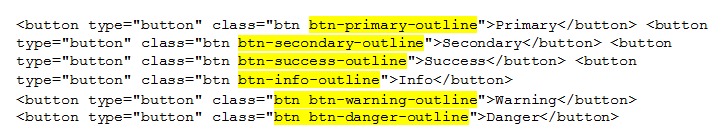 <button type="button" class="btn btn-primary-outline">Primary</button> <button
type="button" class="btn btn-secondary-outline">Secondary</button> <button
type="button" class="btn btn-success-outline">Success</button> <button
type="button" class="btn btn-info-outline">Info</button>
<button type="button" class="btn btn-warning-outline">Warning</button>
<button type="button" class="btn btn-danger-outline">Danger</button>